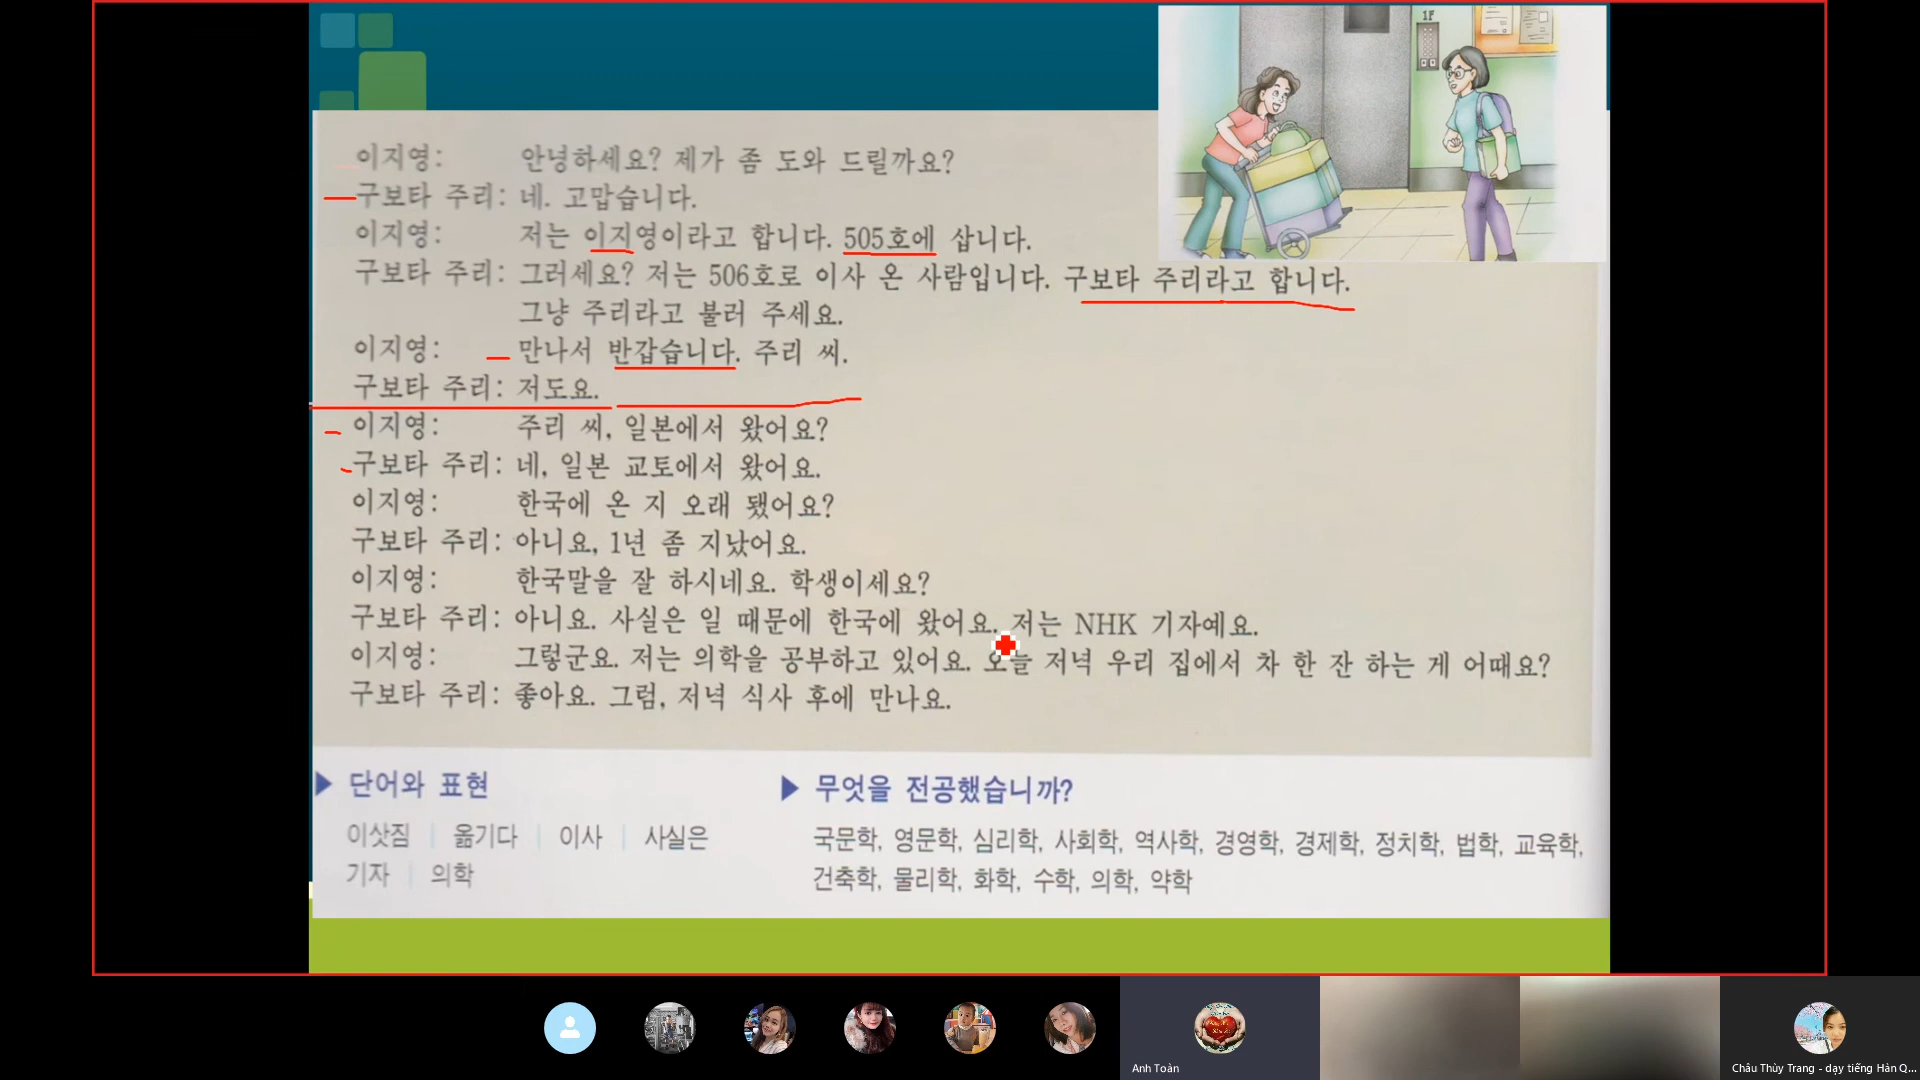 1F
이지영: 안녕하세요? 제가 좀 도와 드릴까요?
구보타 주리: 네. 고맙습니다.
이지영: 저는 이지영이라고 합니다. 505호에 삽니다.
구보타 주리: 그러세요? 저는 506호로 이사 온 사람입니다. 구보타 주리라고 합니다.
그냥 주리라고 불러 주세요.
이지영: 만나서 반갑습니다. 주리 씨.
구보타 주리: 저도요.
이지영: 주리 씨, 일본에서 왔어요?
구보타 주리: 네, 일본 교토에서 왔어요.
이지영: 한국에 온 지 오래 됐어요?
구보타 주리: 아니요, 1년 좀 지났어요.
이지영: 한국말을 잘 하시네요. 학생이세요?
구보타 주리: 아니요. 사실은 일 때문에 한국에 왔어요. 저는 NHK 기자예요.
이지영: 그렇군요. 저는 의학을 공부하고 있어요. 오늘 저녁 우리 집에서 차 한 잔 하는 게 어때요?
구보타 주리: 좋아요. 그럼, 저녁 식사 후에 만나요.
▶ 단어와 표현
이삿짐 | 옮기다 | 이사 | 사실은
기자 | 의학
▶ 무엇을 전공했습니까?
국문학, 영문학, 심리학, 사회학, 역사학, 경영학, 경제학, 정치학, 법학, 교육학,
건축학, 물리학, 화학, 수학, 의학, 약학
Anh Toàn
Châu Thùy Trang - dạy tiếng Hàn Q...